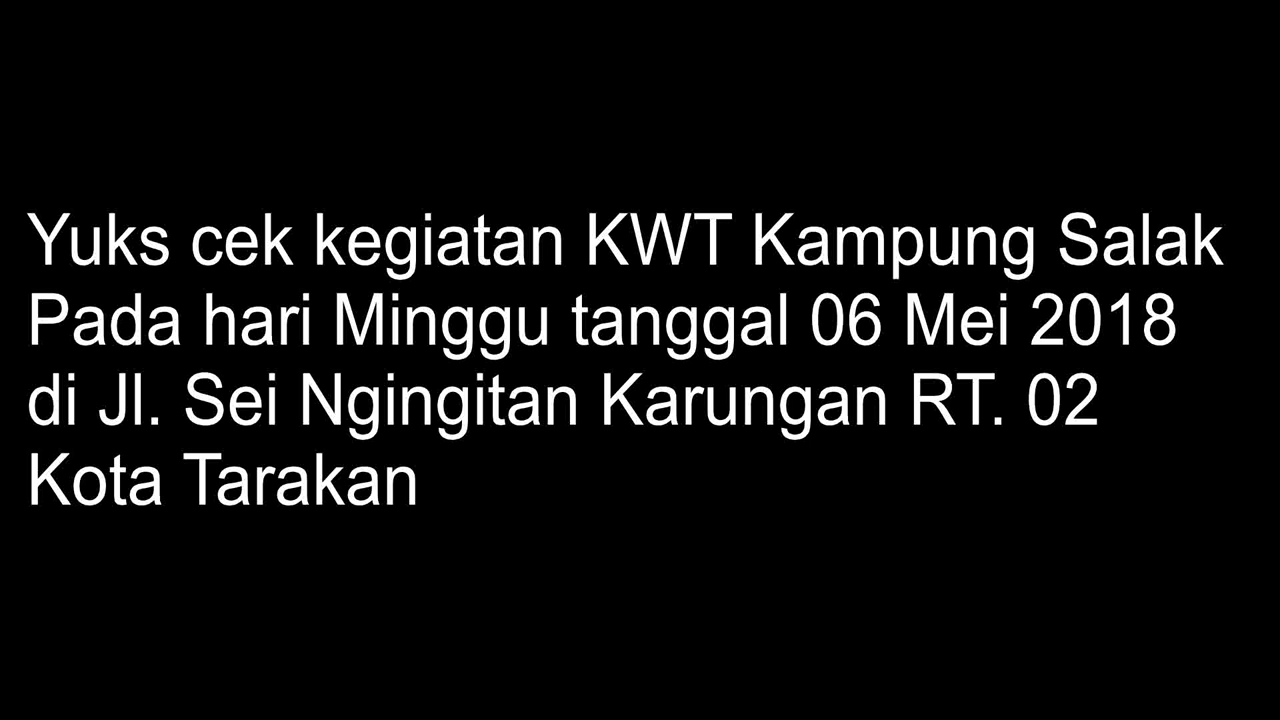 Yuks cek kegiatan KWT Kampung Salak
Pada hari Minggu tanggal 06 Mei 2018
di Jl. Sei Ngingitan Karungan RT. 02
Kota Tarakan